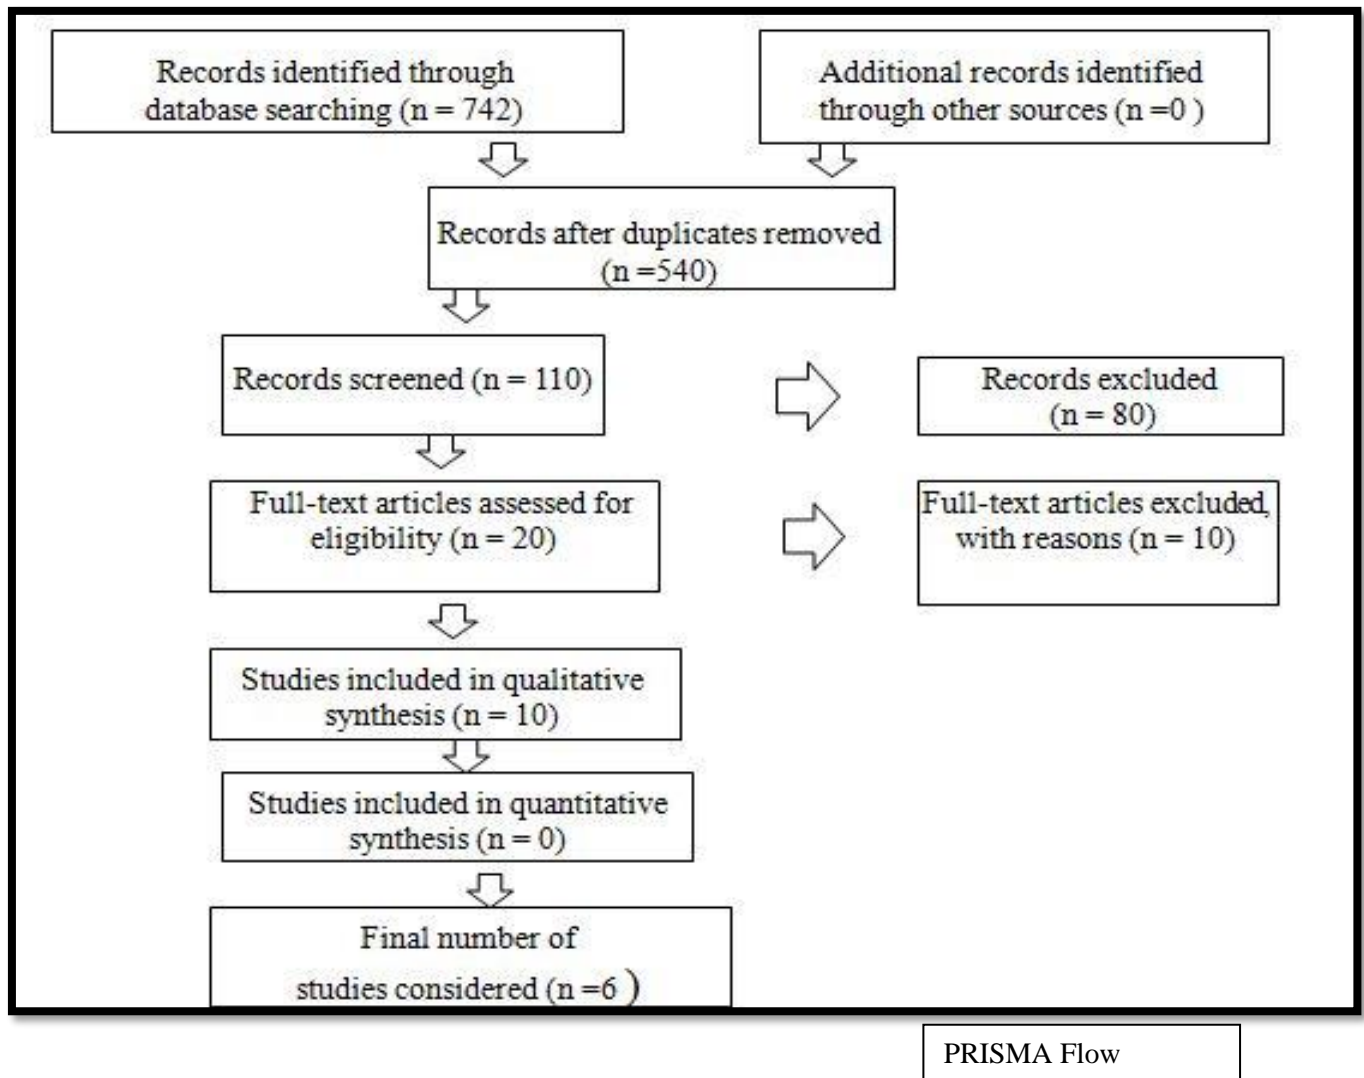 Records identified through
database searching (n = 742)
Additional records identified
through other sources (n =0 )
Records after duplicates removed
(n =540)
Records screened (n = 110)
Records excluded
(n = 80)
Full-text articles assessed for
eligibility (n = 20)
Full-text articles excluded,
with reasons (n = 10)
Studies included in qualitative
synthesis (n = 10)
Studies included in quantitative
synthesis (n = 0)
Final number of
studies considered (n =6 )
PRISMA Flow